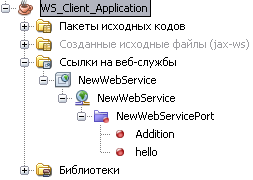 WS_Client_Application
Пакеты исходных кодов
Созданные исходные файлы (jax-ws)
Ссылки на веб-службы
NewWebService
NewWebService
NewWebServicePort
Addition
hello
Библиотеки